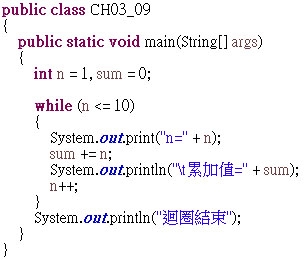 public class CH03_09
{
public static void main(String[] args)
{
int n = 1, sum = 0;
while (n <= 10)
{
System.out.print("n=" + n);
sum += n;
System.out.println("\t累加值=" + sum);
n++;
}
System.out.println("迴圈結束");
}
}